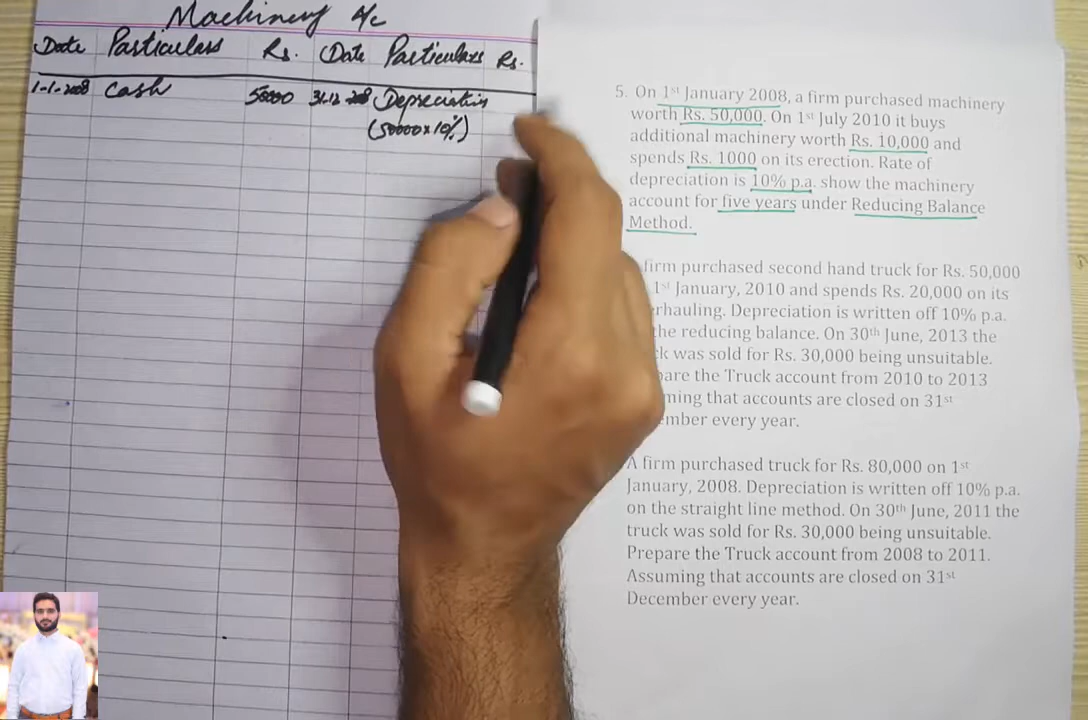 Machinery A/c
Date Particulars Rs. Date Particulars Rs.
1-1-2008 Cash 50000 31.12 2008 Depreciation
(50000x10%)
5. On 1st January 2008, a firm purchased machinery
worth Rs. 50,000. On 1st July 2010 it buys
additional machinery worth Rs. 10,000 and
spends Rs. 1000 on its erection. Rate of
depreciation is 10% p.a. show the machinery
account for five years under Reducing Balance
Method.
firm purchased second hand truck for Rs. 50,000
1st January, 2010 and spends Rs. 20,000 on its
rhauling. Depreciation is written off 10% p.a.
the reducing balance. On 30th June, 2013 the
k was sold for Rs. 30,000 being unsuitable.
are the Truck account from 2010 to 2013
ming that accounts are closed on 31st
ember every year.
A firm purchased truck for Rs. 80,000 on 1st
January, 2008. Depreciation is written off 10% p.a.
on the straight line method. On 30th June, 2011 the
truck was sold for Rs. 30,000 being unsuitable.
Prepare the Truck account from 2008 to 2011.
Assuming that accounts are closed on 31st
December every year.